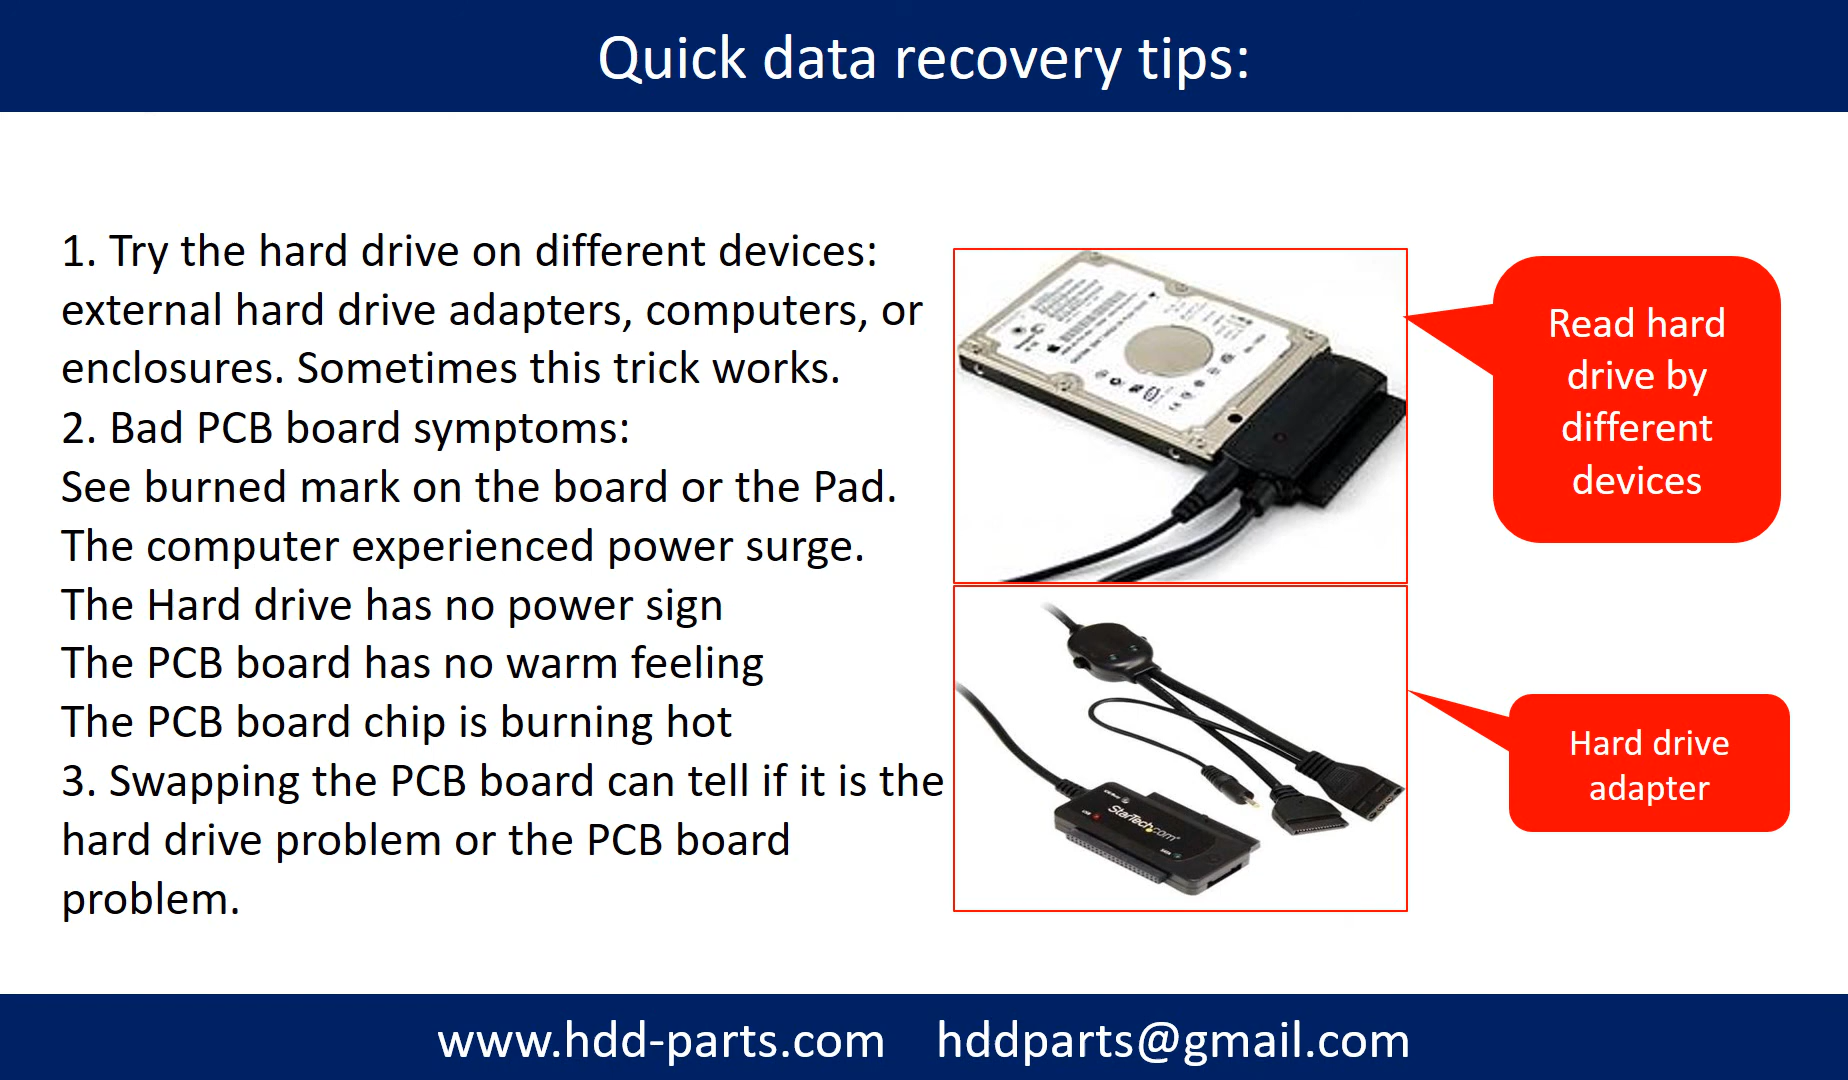 Quick data recovery tips:
1. Try the hard drive on different devices:
external hard drive adapters, computers, or
enclosures. Sometimes this trick works.
2. Bad PCB board symptoms:
See burned mark on the board or the Pad.
The computer experienced power surge.
The Hard drive has no power sign
The PCB board has no warm feeling
The PCB board chip is burning hot
3. Swapping the PCB board can tell if it is the
hard drive problem or the PCB board
problem.
Read hard
drive by
different
devices
StarTech.com
Hard drive
adapter
www.hdd-parts.com hddparts@gmail.com